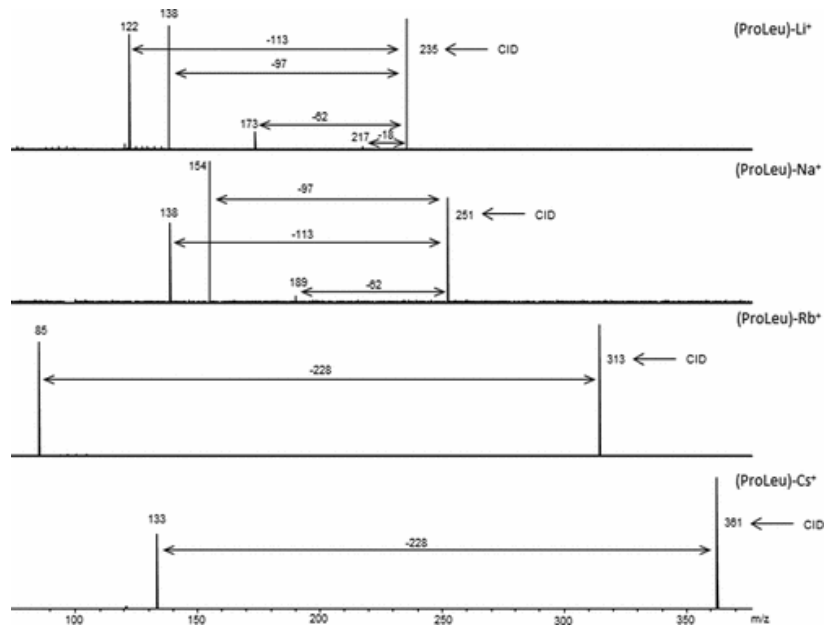 (ProLeu)-Li⁺
122 138 -113 235 ← CID
-97
173 -62 217 -18
(ProLeu)-Na⁺
154 -97
138 -113 251 ← CID
189 -62
(ProLeu)-Rb⁺
85 -228 313 ← CID
(ProLeu)-Cs⁺
133 -228 361 ← CID
100 150 200 250 300 350 m/z